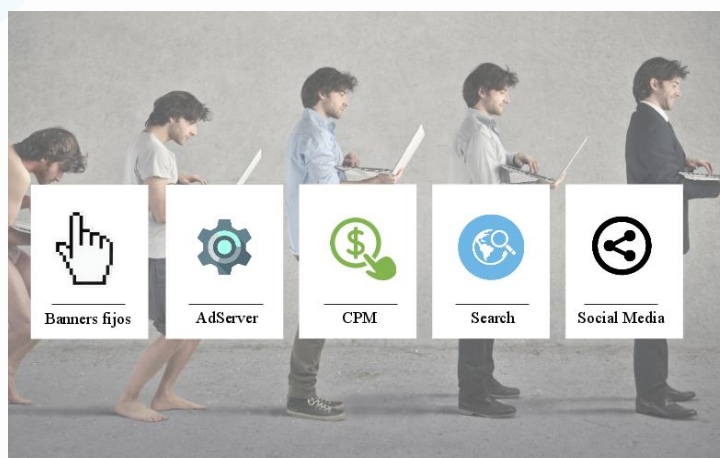 Banners fijos
AdServer
CPM
Search
Social Media